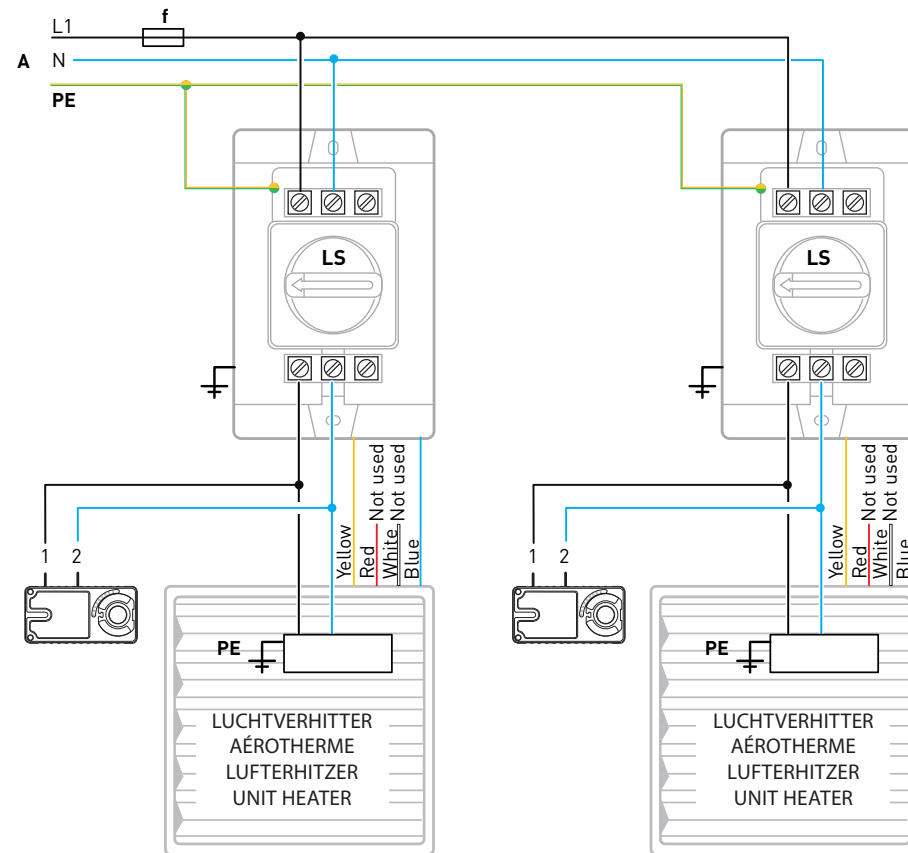 f
L1
A N
PE
LS LS
Yellow
Red Not used
White Not used
Blue
Yellow
Red Not used
White Not used
Blue
1 2
1 2
PE PE
LUCHTVERHITTER
AÉROTHERME
LUFTERHITZER
UNIT HEATER
LUCHTVERHITTER
AÉROTHERME
LUFTERHITZER
UNIT HEATER